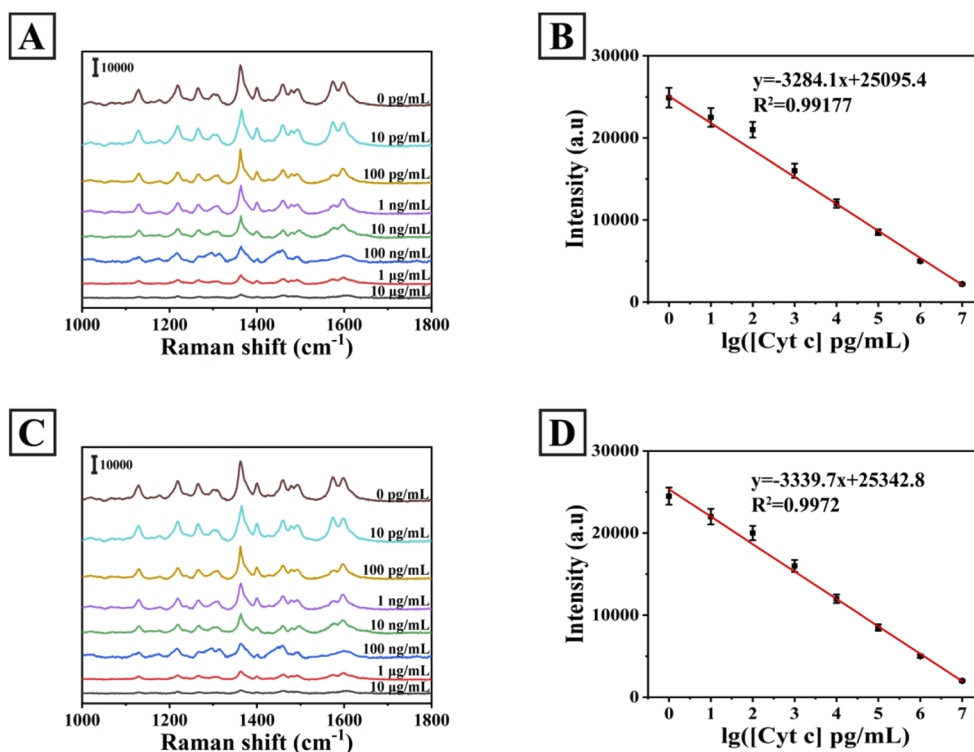 A
10000
0 pg/mL
10 pg/mL
100 pg/mL
1 ng/mL
10 ng/mL
100 ng/mL
1 μg/mL
10 μg/mL
1000 1200 1400 1600 1800
Raman shift (cm⁻¹)
B
30000
20000
10000
0
Intensity (a.u)
y=-3284.1x+25095.4
R²=0.99177
0 1 2 3 4 5 6 7
lg([Cyt c] pg/mL)
C
10000
0 pg/mL
10 pg/mL
100 pg/mL
1 ng/mL
10 ng/mL
100 ng/mL
1 μg/mL
10 μg/mL
1000 1200 1400 1600 1800
Raman shift (cm⁻¹)
D
30000
20000
10000
0
Intensity (a.u)
y=-3339.7x+25342.8
R²=0.9972
0 1 2 3 4 5 6 7
lg([Cyt c] pg/mL)